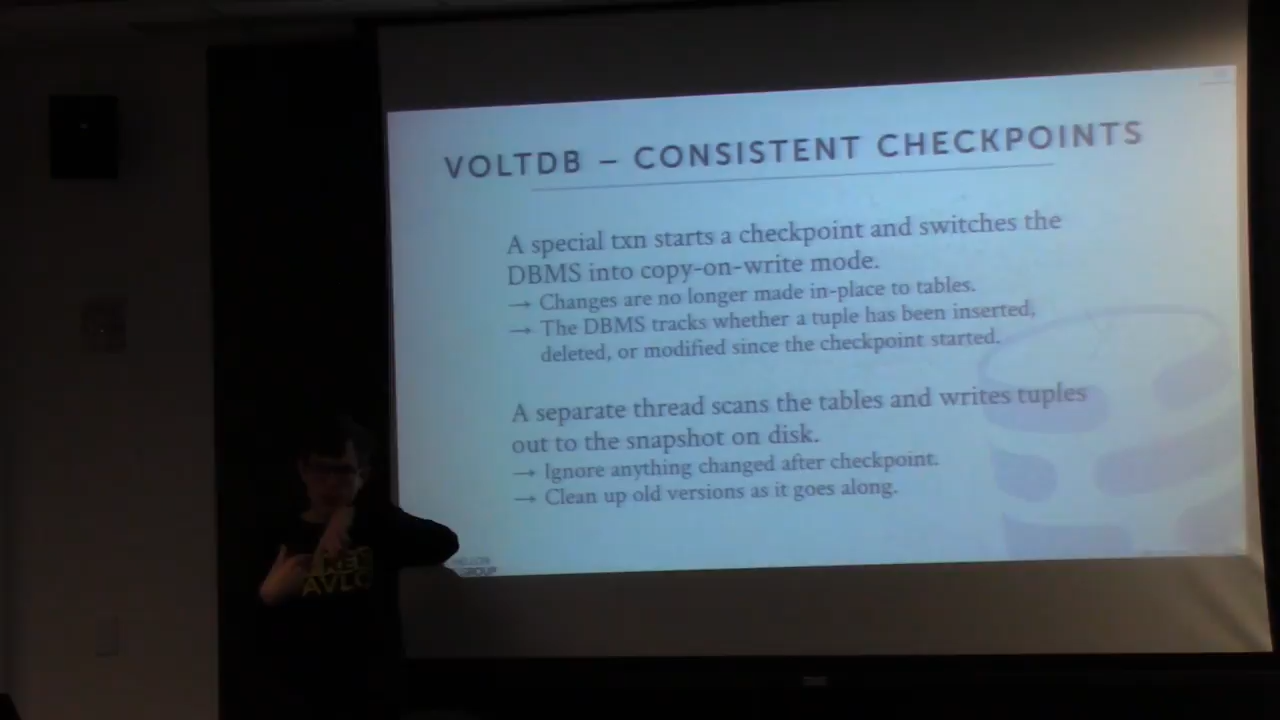 VOLTDB – CONSISTENT CHECKPOINTS
A special txn starts a checkpoint and switches the
DBMS into copy-on-write mode.
→ Changes are no longer made in-place to tables.
→ The DBMS tracks whether a tuple has been inserted,
deleted, or modified since the checkpoint started.
A separate thread scans the tables and writes tuples
out to the snapshot on disk.
→ Ignore anything changed after checkpoint.
→ Clean up old versions as it goes along.
GROUP